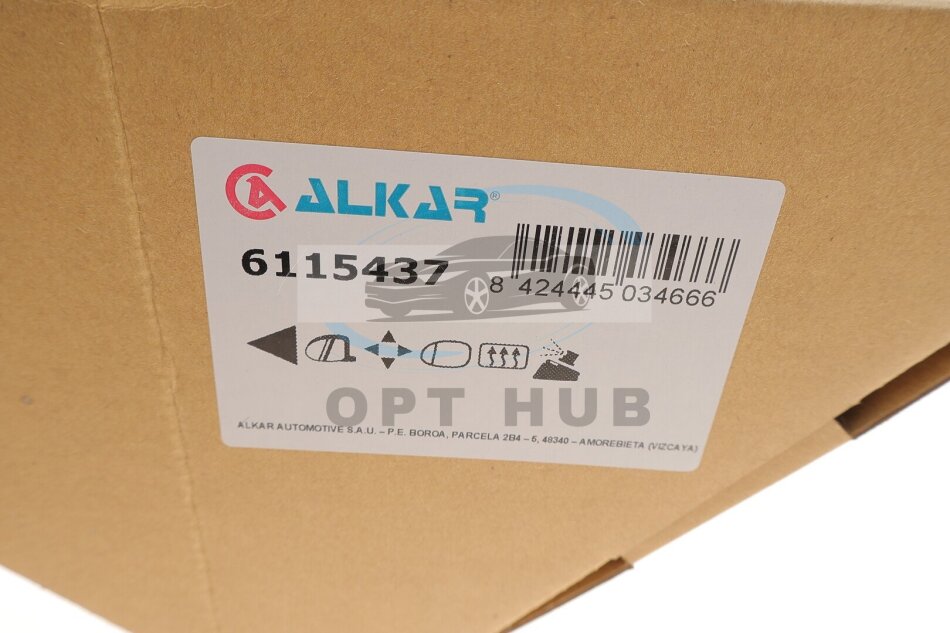 ALKAR®
6115437
8 424445 034666
OPT HUB
ALKAR AUTOMOTIVE S.A.U. – P.E. BOROA, PARCELA 2B4 – 5, 48340 – AMOREBIETA (VIZCAYA)